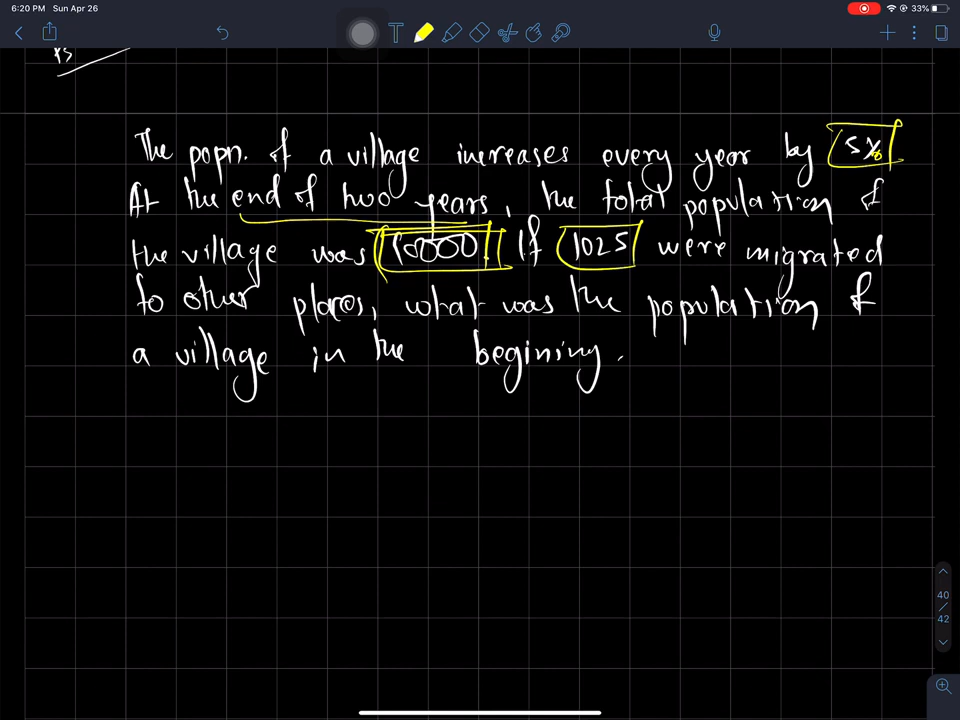 6:20 PM Sun Apr 26
33%
The popn. of a village increases every year by 5%
At the end of two years, the total population of
the village was 10000. If 1025 were migrated
to other places, what was the population of
a village in the begining.
40
/
42